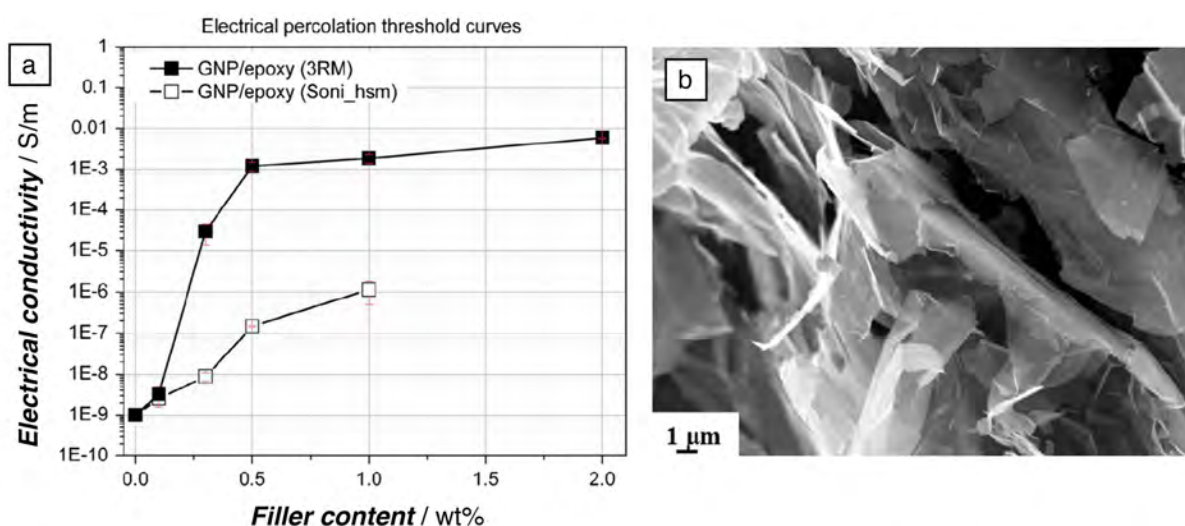 Electrical percolation threshold curves
a
GNP/epoxy (3RM)
GNP/epoxy (Soni_hsm)
1
0.1
0.01
1E-3
1E-4
1E-5
1E-6
1E-7
1E-8
1E-9
1E-10
Electrical conductivity / S/m
0.0 0.5 1.0 1.5 2.0
Filler content / wt%
b
1 µm